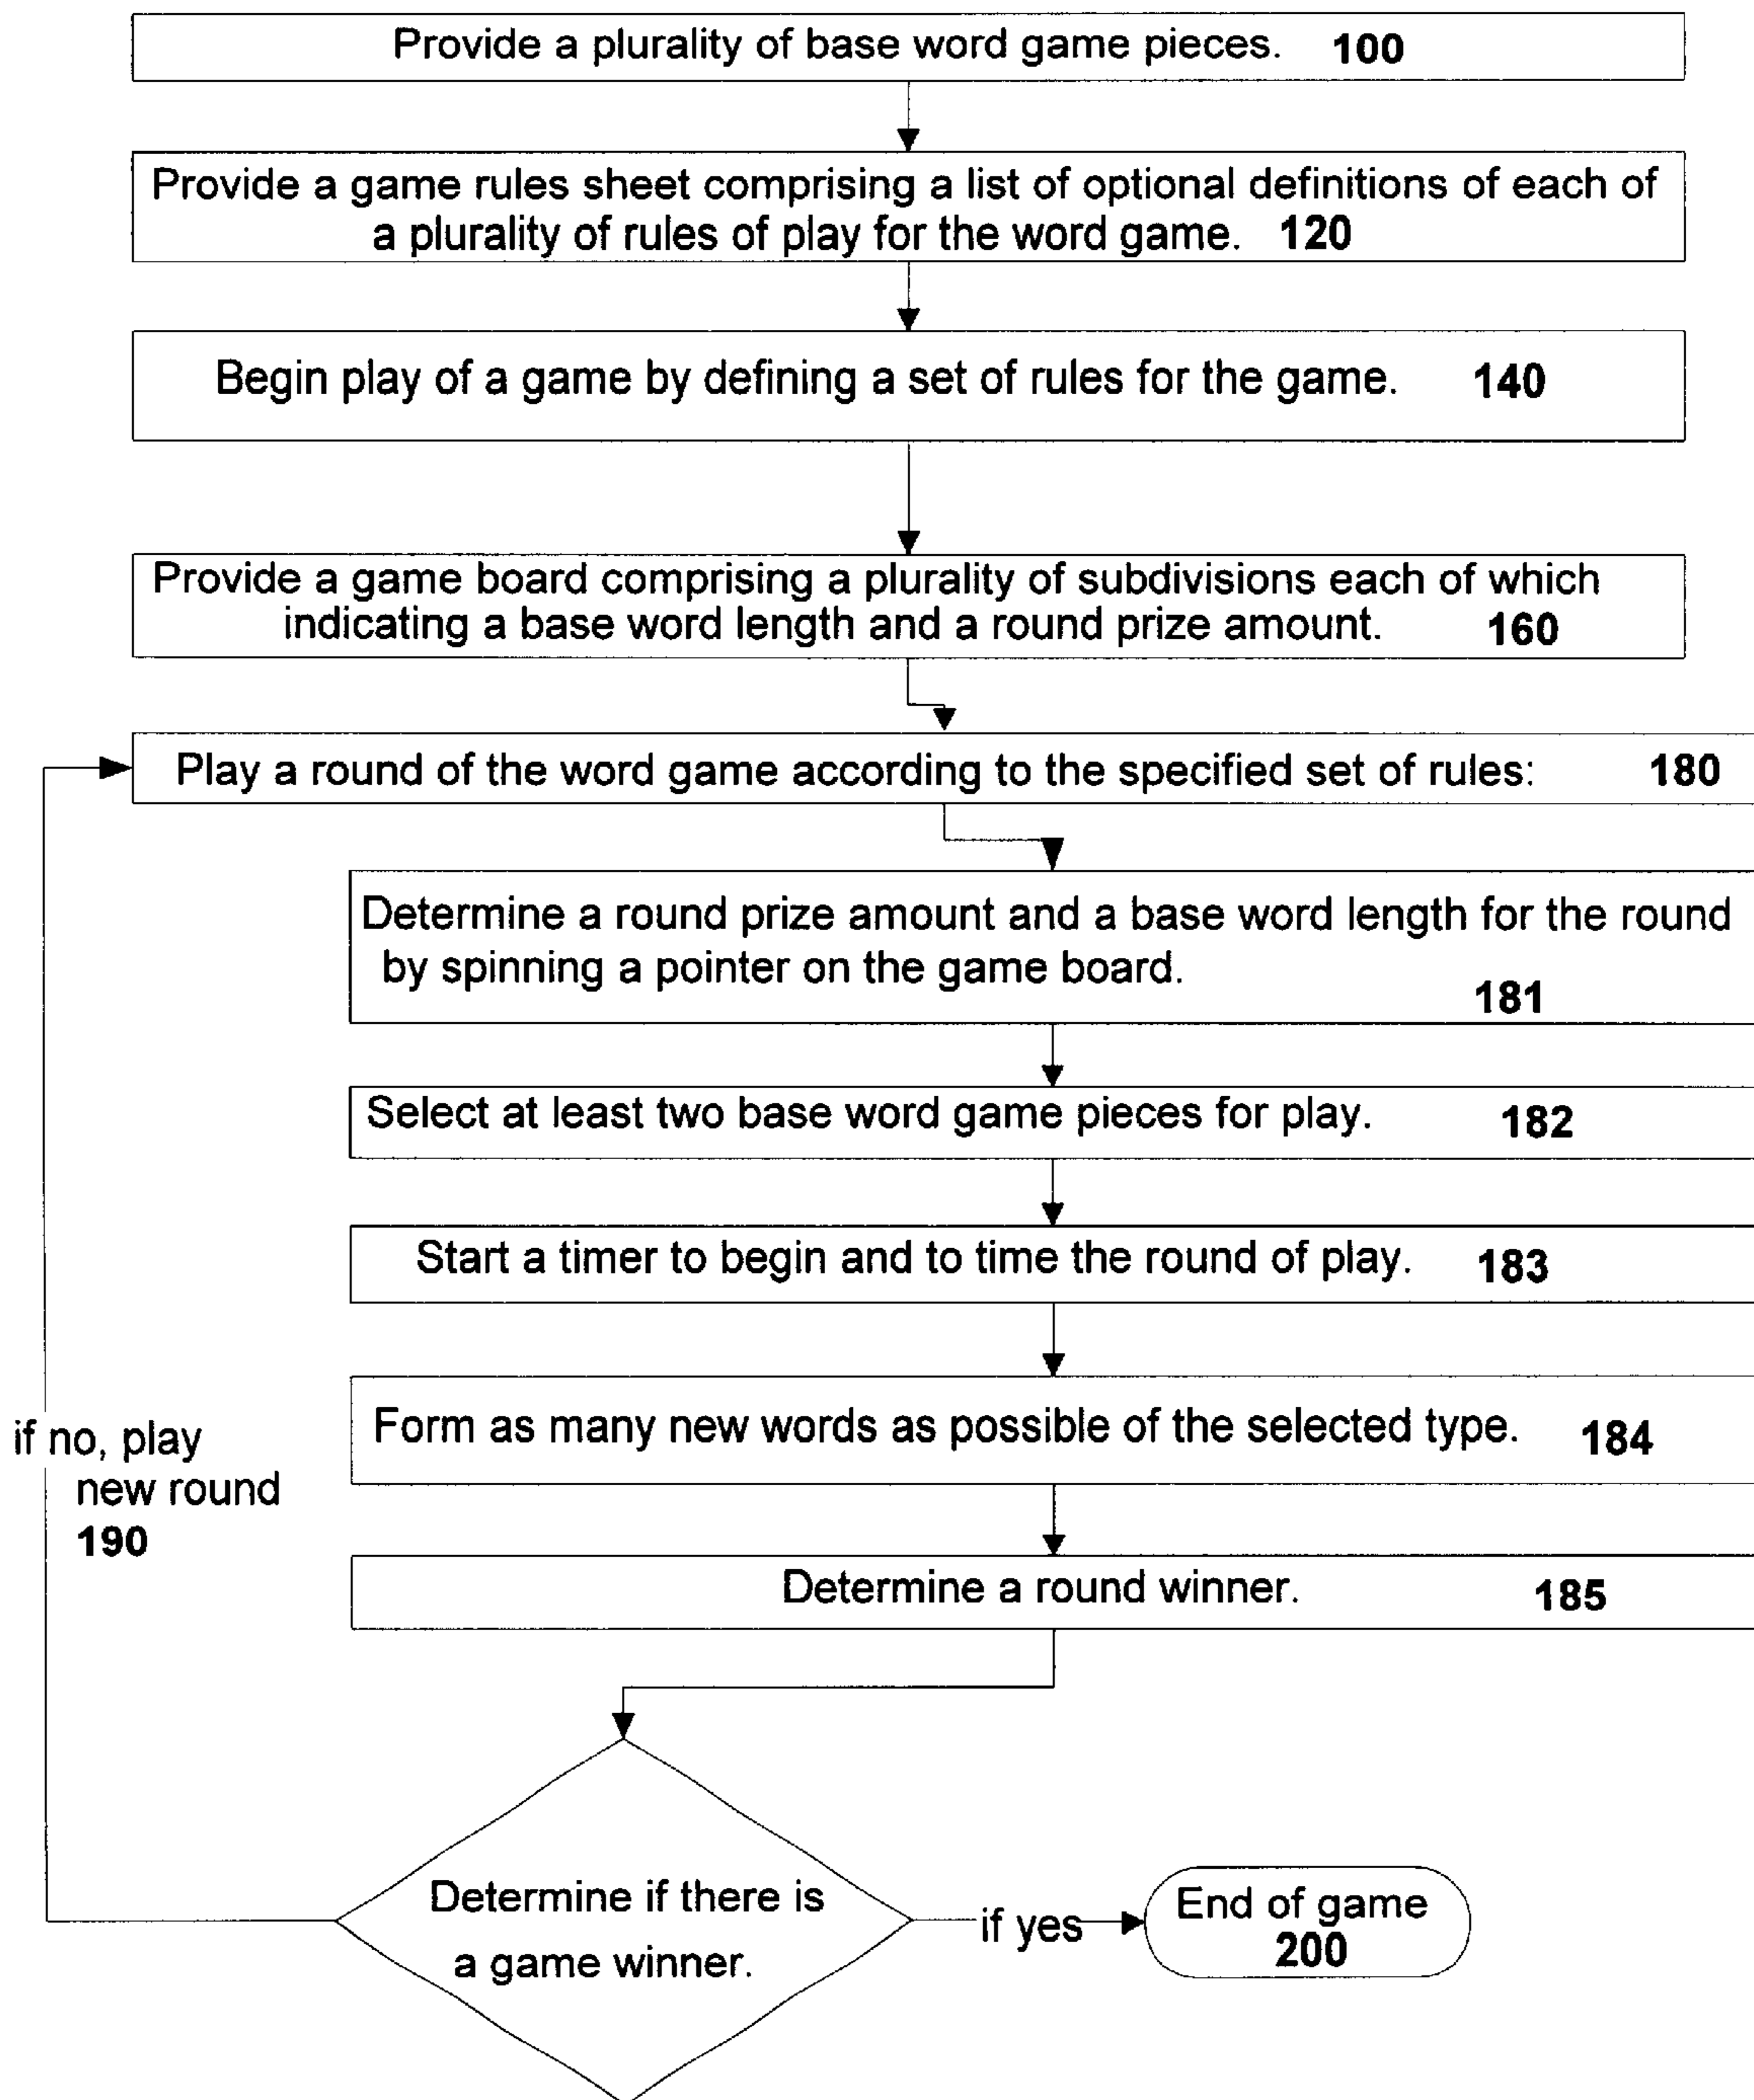 Provide a plurality of base word game pieces. 100
Provide a game rules sheet comprising a list of optional definitions of each of
a plurality of rules of play for the word game. 120
Begin play of a game by defining a set of rules for the game. 140
Provide a game board comprising a plurality of subdivisions each of which
indicating a base word length and a round prize amount. 160
Play a round of the word game according to the specified set of rules: 180
Determine a round prize amount and a base word length for the round
by spinning a pointer on the game board.
181
Select at least two base word game pieces for play. 182
Start a timer to begin and to time the round of play. 183
Form as many new words as possible of the selected type. 184
if no, play
new round
190
Determine a round winner. 185
Determine if there is
a game winner.
if yes
End of game
200